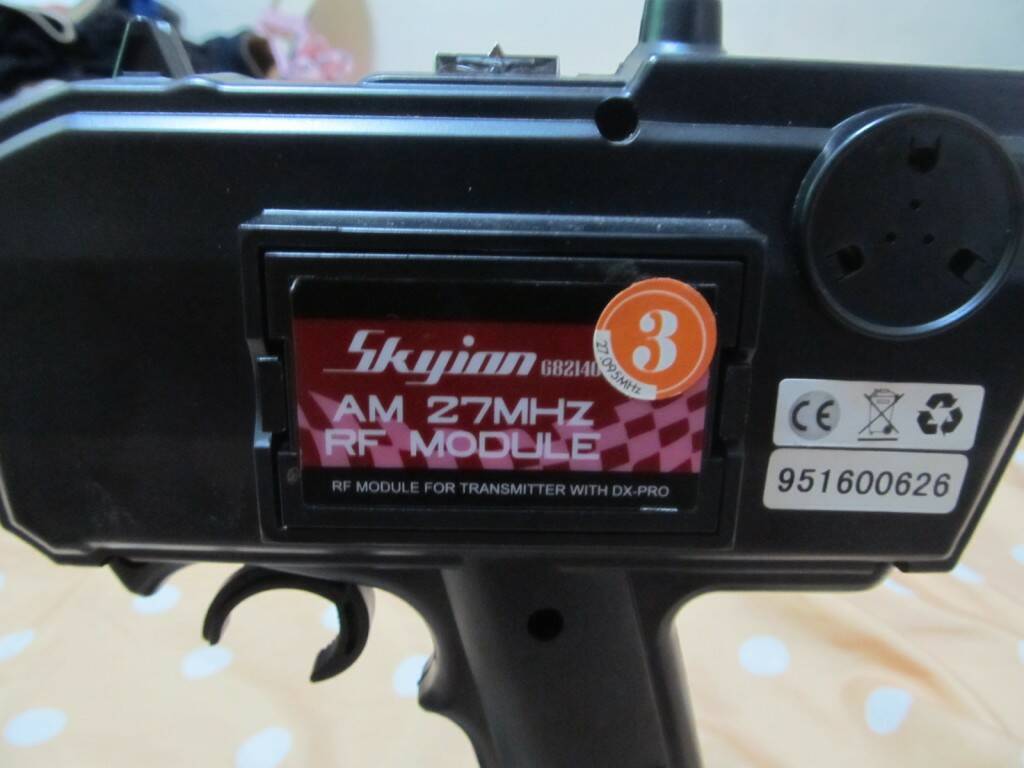 Skyion G82140
3
27.095MHz
AM 27MHz
RF MODULE
RF MODULE FOR TRANSMITTER WITH DX-PRO
CE
951600626